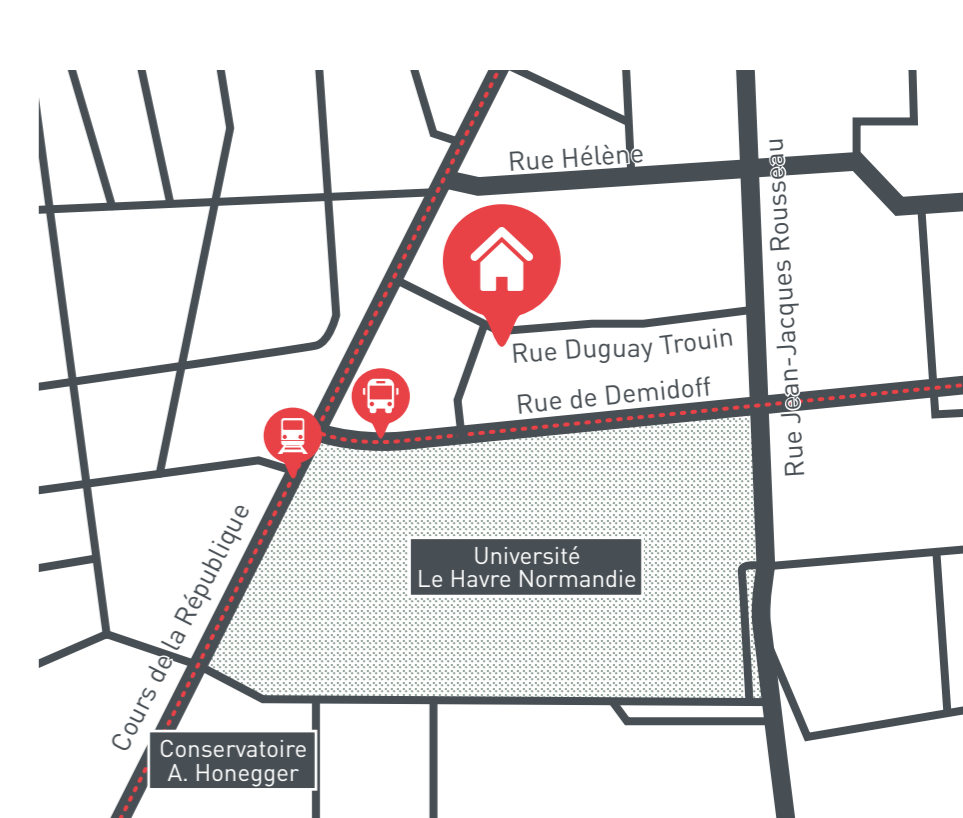 Rue Hélène
Rue Jean-Jacques Rousseau
Rue Duguay Trouin
Rue de Demidoff
Cours de la République
Université
Le Havre Normandie
Conservatoire
A. Honegger